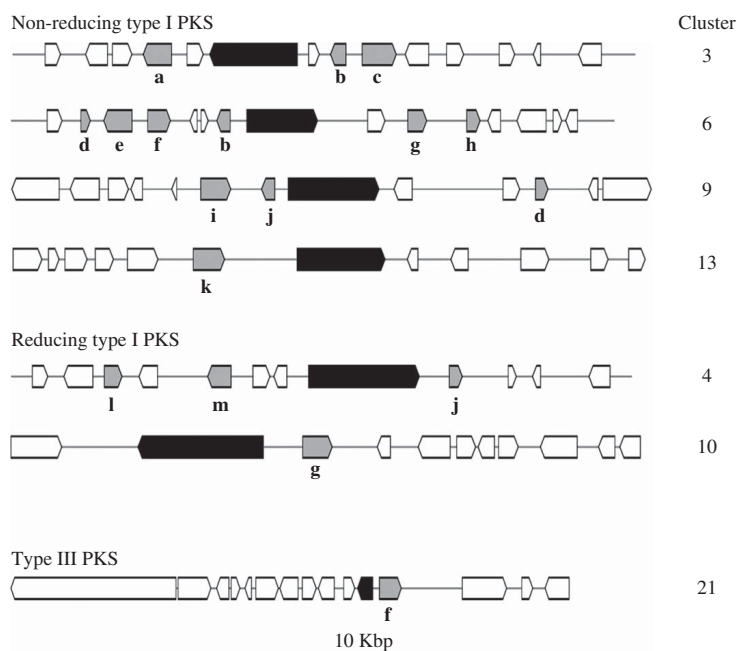 Non-reducing type I PKS Cluster
3
a b c
6
d e f b g h
9
i j d
13
k
Reducing type I PKS
4
l m j
10
g
Type III PKS
21
f
10 Kbp